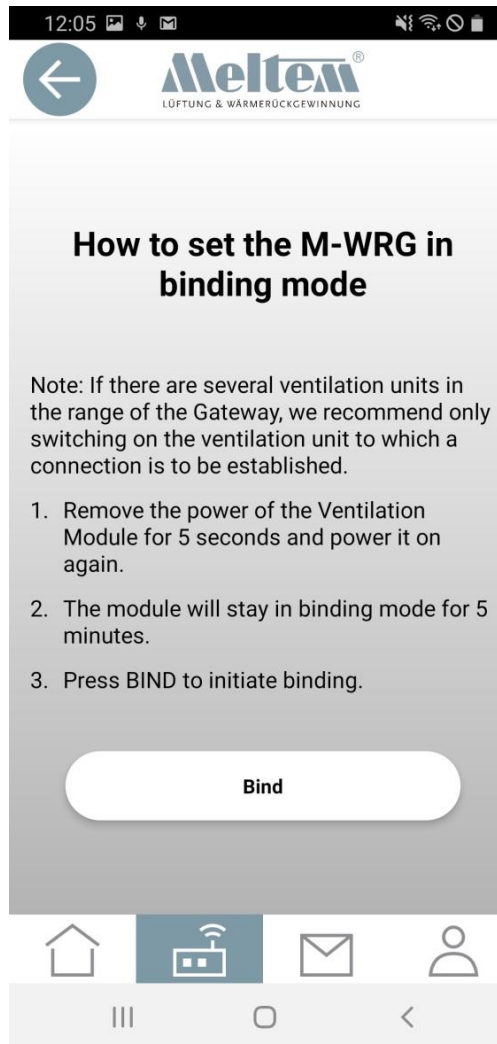 12:05
Meltem®
LÜFTUNG & WÄRMERÜCKGEWINNUNG
How to set the M-WRG in
binding mode
Note: If there are several ventilation units in
the range of the Gateway, we recommend only
switching on the ventilation unit to which a
connection is to be established.
1. Remove the power of the Ventilation
Module for 5 seconds and power it on
again.
2. The module will stay in binding mode for 5
minutes.
3. Press BIND to initiate binding.
Bind